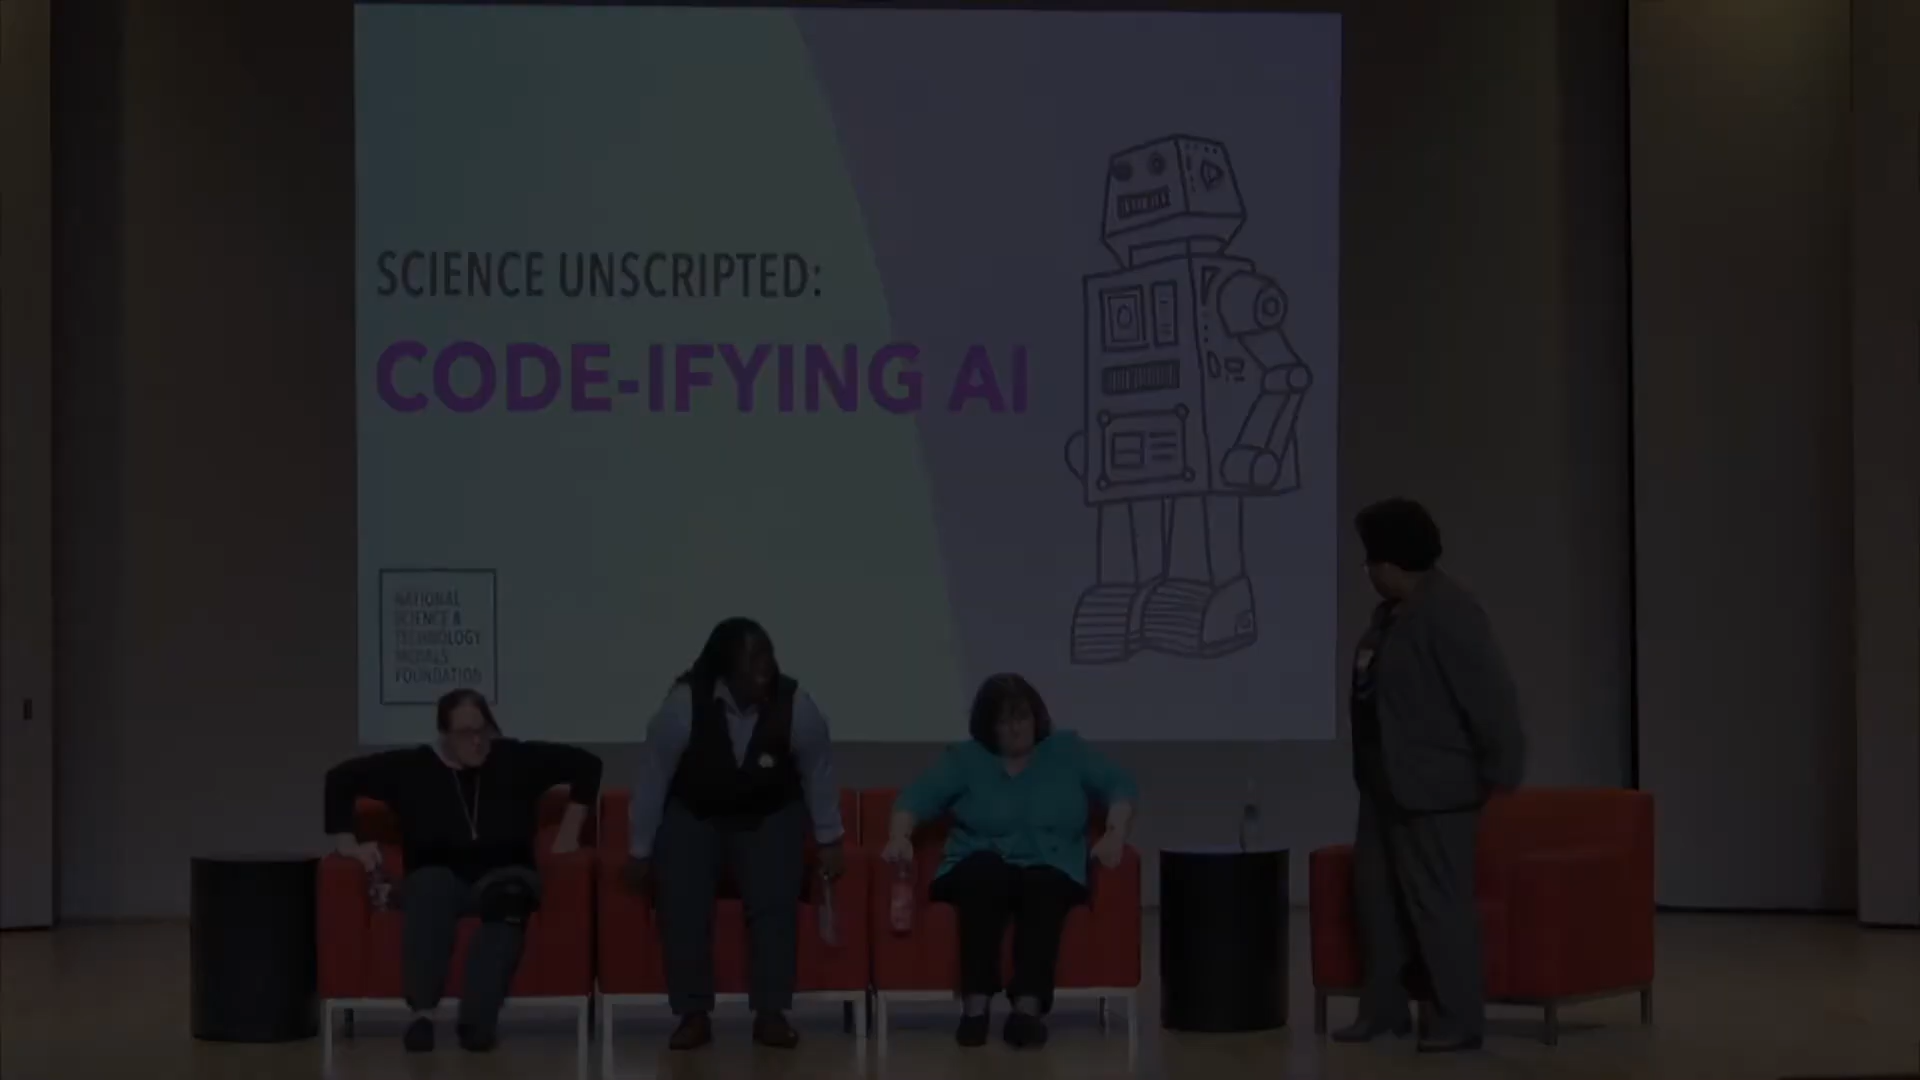 SCIENCE UNSCRIPTED:
CODE-IFYING AI
NATIONAL
SCIENCE &
TECHNOLOGY
MEDALS
FOUNDATION